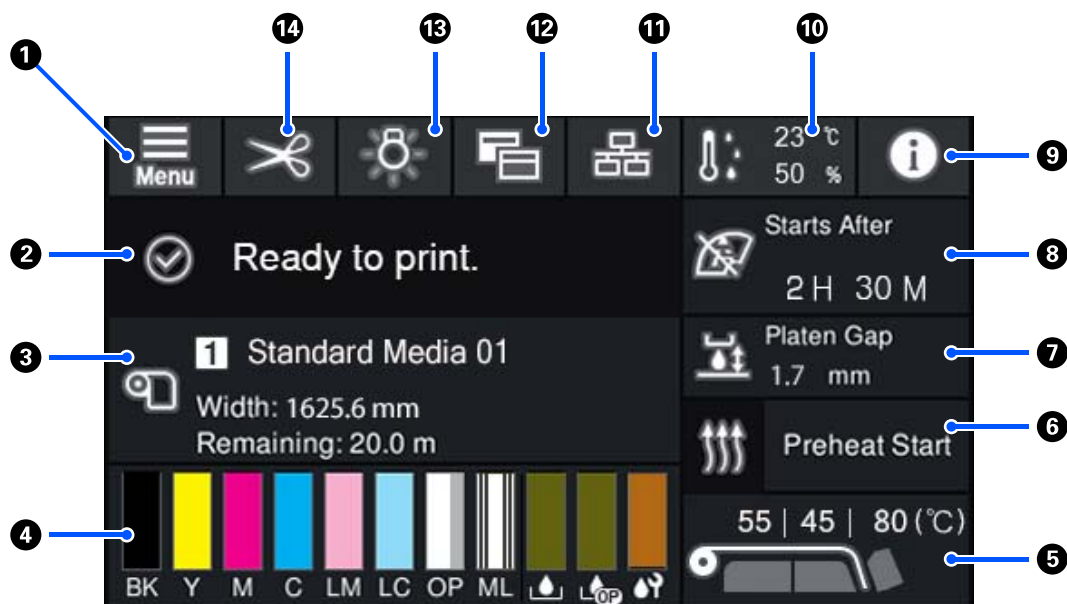 14 13 12 11 10
1
Menu
23 ℃
50 %
9
2
Ready to print.
Starts After
2 H 30 M
8
3
1 Standard Media 01
Width: 1625.6 mm
Remaining: 20.0 m
Platen Gap
1.7 mm
7
Preheat Start
6
4
BK Y M C LM LC OP ML OP
55 | 45 | 80 (℃)
5